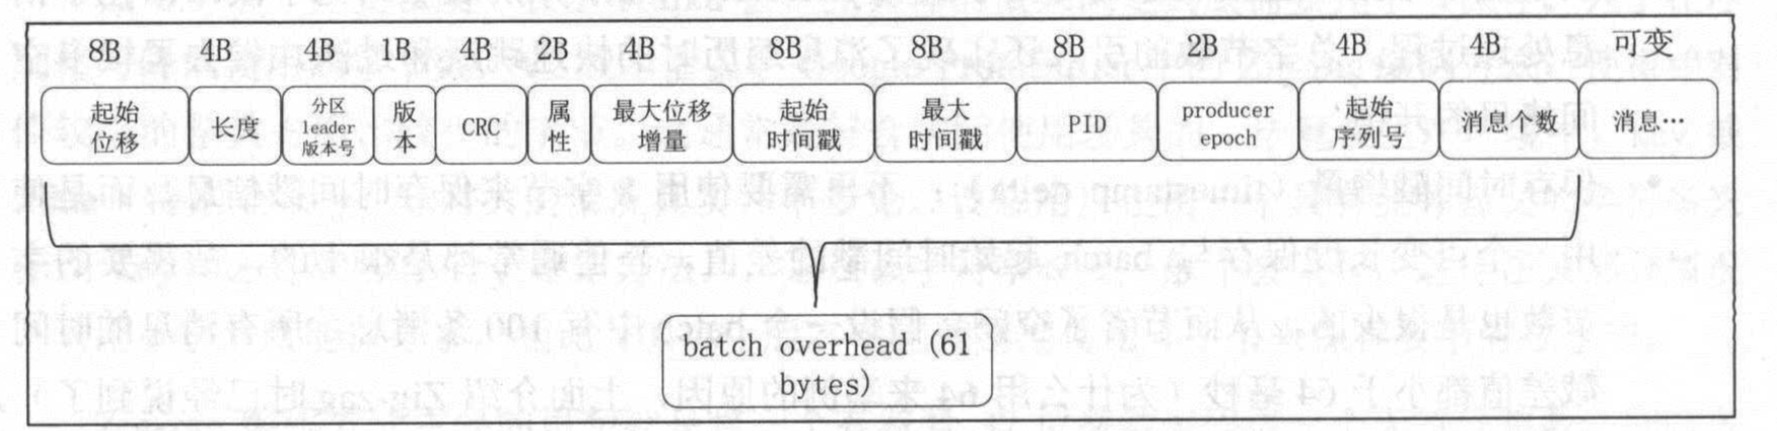 8B 4B 4B 1B 4B 2B 4B 8B 8B 8B 2B 4B 4B 可变
起始
位移
长度
分区
leader
版本号
版
本
CRC
属
性
最大位移
增量
起始
时间戳
最大
时间戳
PID
producer
epoch
起始
序列号
消息个数
消息…
batch overhead (61
bytes)